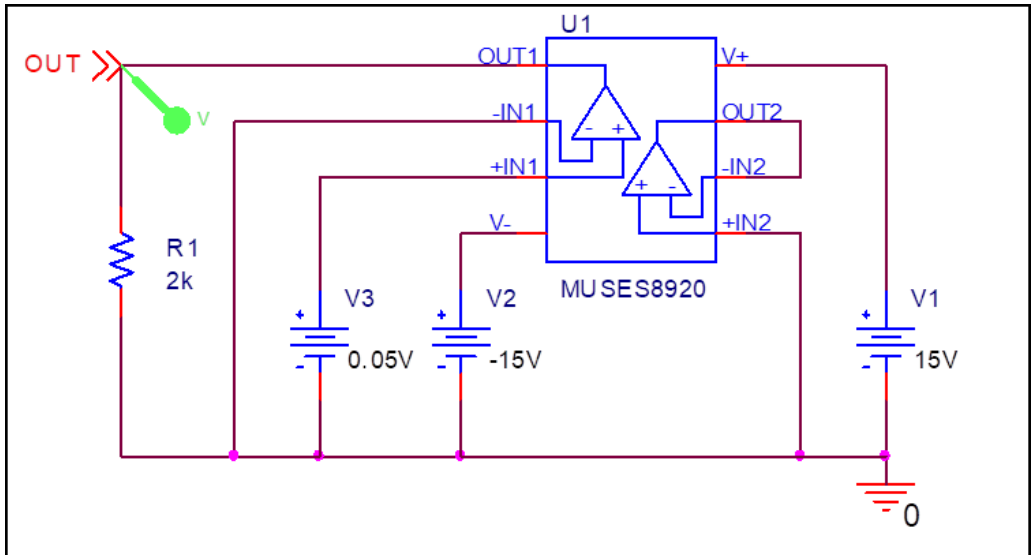 U1
OUT
OUT1
V+
V
-IN1
OUT2
+IN1
-IN2
V-
+IN2
- +
+ -
R1
2k
MUSES8920
V3
V2
V1
+
+
+
0.05V
-15V
15V
-
-
-
0